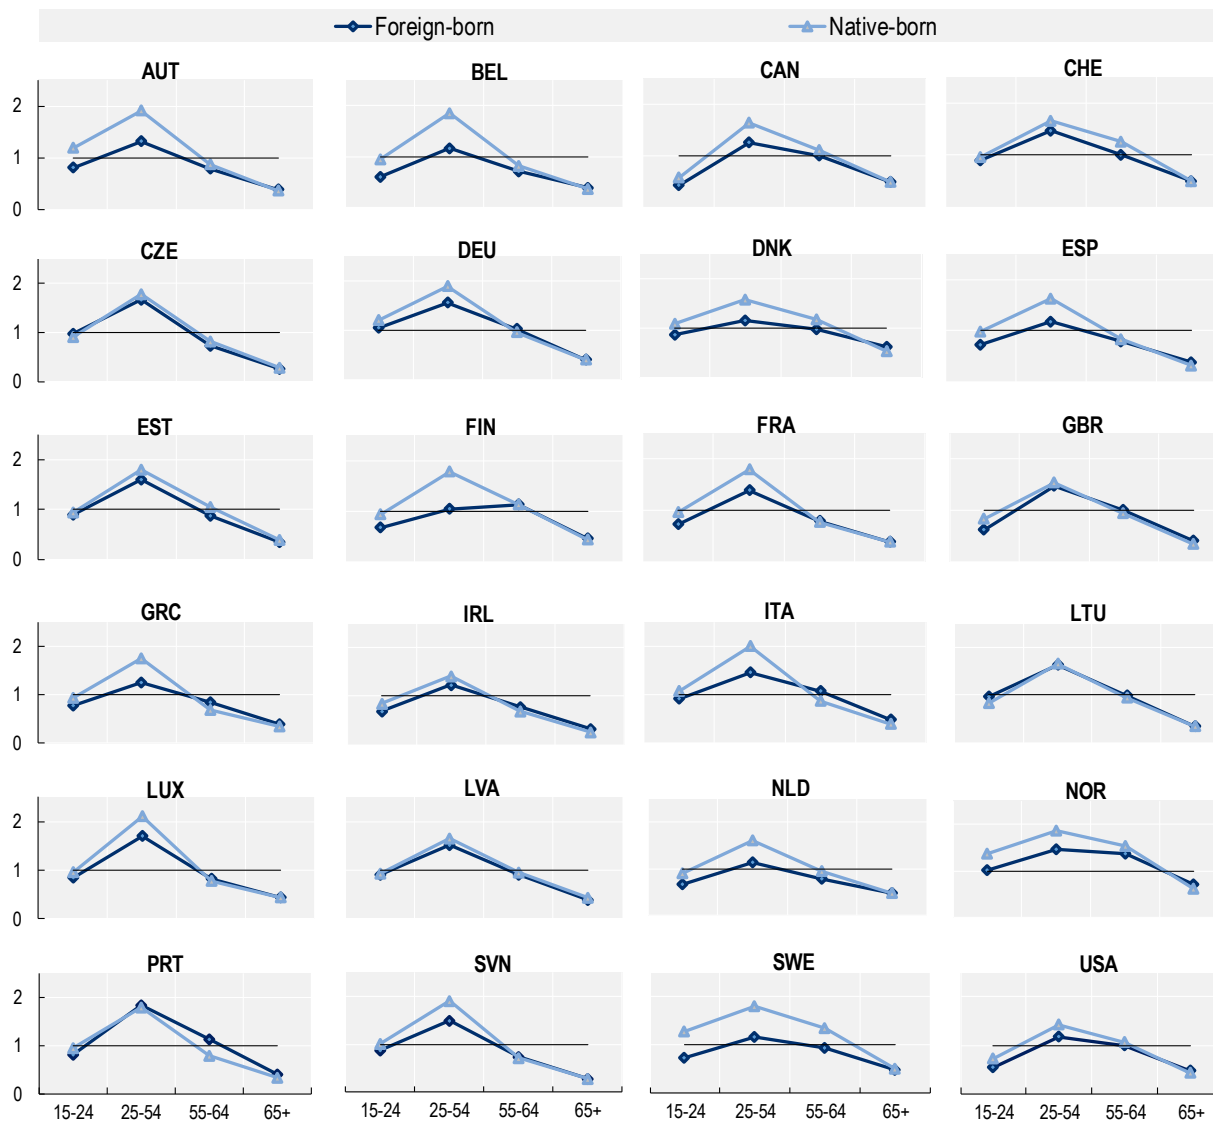 Foreign-born Native-born
AUT BEL CAN CHE
2
1
0
CZE DEU DNK ESP
2
1
0
EST FIN FRA GBR
2
1
0
GRC IRL ITA LTU
2
1
0
LUX LVA NLD NOR
2
1
0
PRT SVN SWE USA
2
1
0
15-24 25-54 55-64 65+ 15-24 25-54 55-64 65+ 15-24 25-54 55-64 65+ 15-24 25-54 55-64 65+